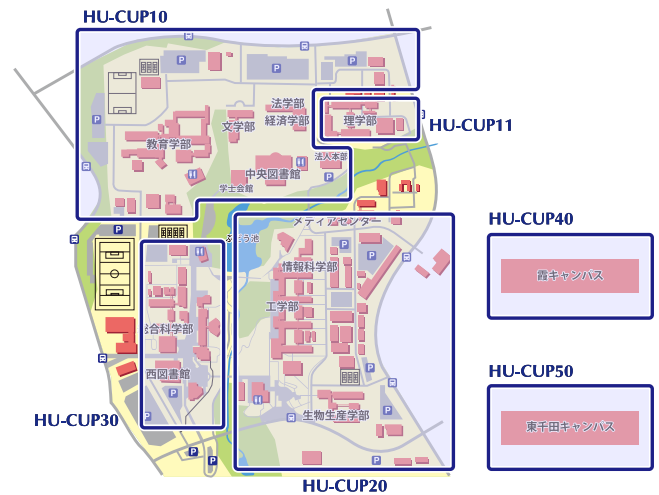 HU-CUP10
P
P
P
法学部
経済学部
文学部
理学部
HU-CUP11
P
教育学部
法人本部
中央図書館
学士会館
P
P
メディアセンター
HU-CUP40
霞キャンパス
P
P
情報科学部
工学部
総合科学部
西図書館
P
P
HU-CUP50
東千田キャンパス
生物生産学部
P
HU-CUP30
P
P
P
P
HU-CUP20